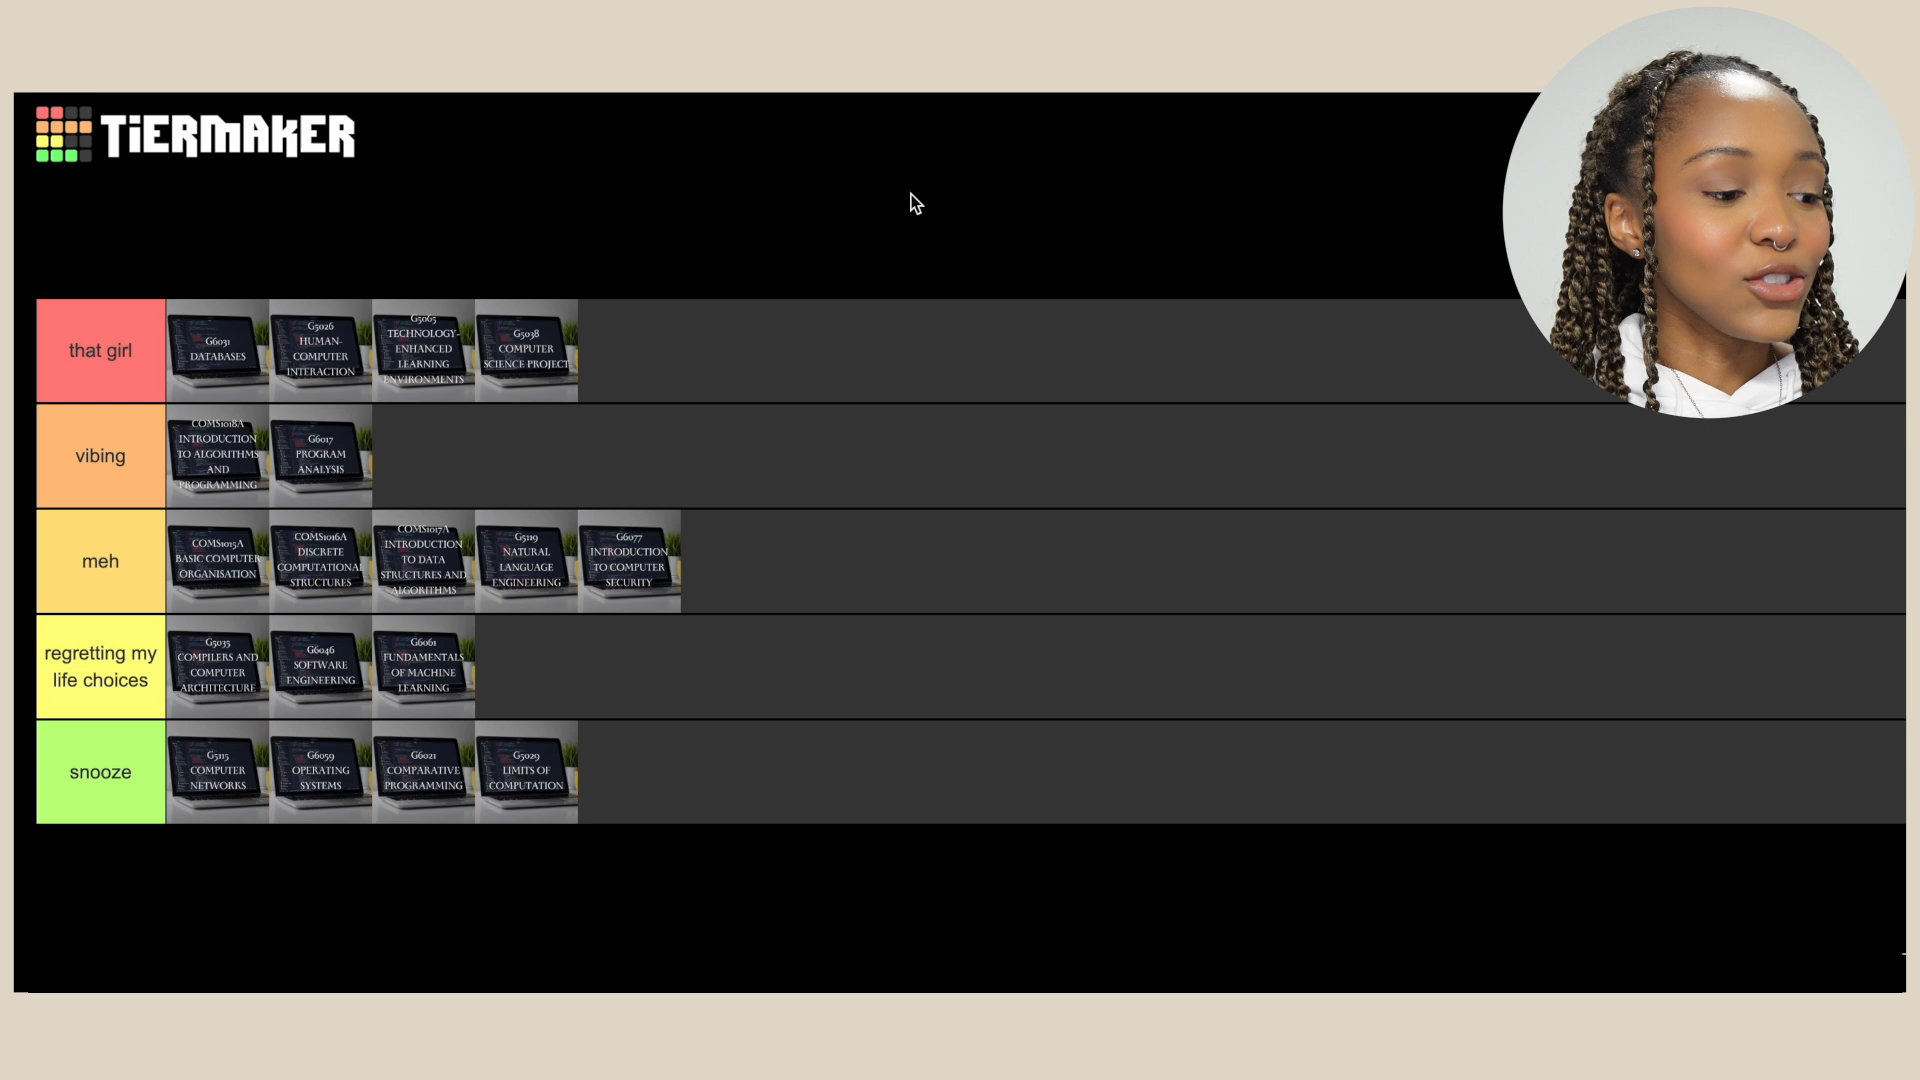 TiERMAKER
that girl
G6031
DATABASES
G5026
HUMAN-
COMPUTER
INTERACTION
G5065
TECHNOLOGY-
ENHANCED
LEARNING
ENVIRONMENTS
G5038
COMPUTER
SCIENCE PROJECT
vibing
COMS1018A
INTRODUCTION
TO ALGORITHMS
AND
PROGRAMMING
G6017
PROGRAM
ANALYSIS
meh
COMS1015A
BASIC COMPUTER
ORGANISATION
COMS1016A
DISCRETE
COMPUTATIONAL
STRUCTURES
COMS1017A
INTRODUCTION
TO DATA
STRUCTURES AND
ALGORITHMS
G5119
NATURAL
LANGUAGE
ENGINEERING
G6077
INTRODUCTION
TO COMPUTER
SECURITY
regretting my
life choices
G5035
COMPILERS AND
COMPUTER
ARCHITECTURE
G6046
SOFTWARE
ENGINEERING
G6061
FUNDAMENTALS
OF MACHINE
LEARNING
snooze
G5115
COMPUTER
NETWORKS
G6059
OPERATING
SYSTEMS
G6021
COMPARATIVE
PROGRAMMING
G5029
LIMITS OF
COMPUTATION